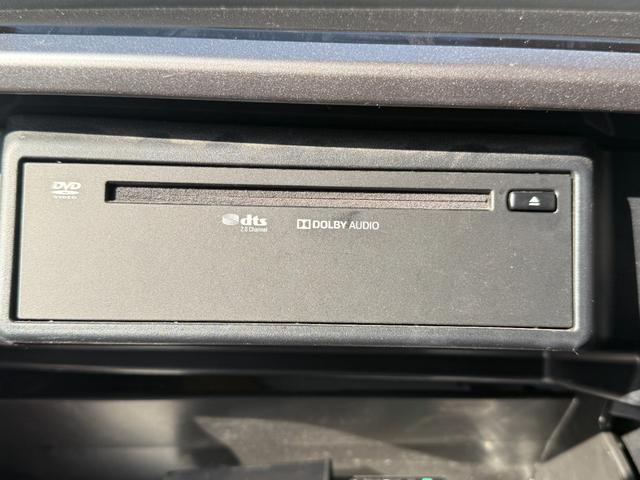 DVD
VIDEO
dts
2.0 Channel
DOLBY AUDIO